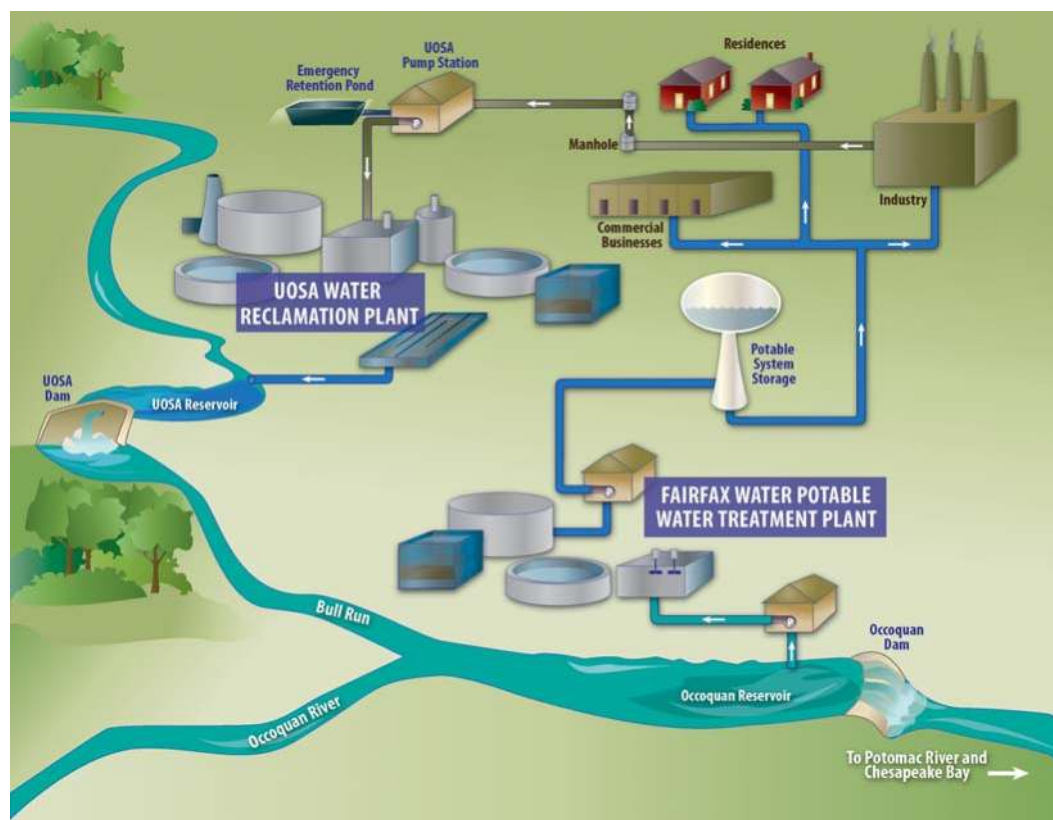 UOSA
Pump Station
Residences
Emergency
Retention Pond
Manhole
Industry
Commercial
Businesses
UOSA WATER
RECLAMATION PLANT
Potable
System
Storage
UOSA
Dam
UOSA Reservoir
FAIRFAX WATER POTABLE
WATER TREATMENT PLANT
Bull Run
Occoquan
Dam
Occoquan Reservoir
Occoquan River
To Potomac River and
Chesapeake Bay